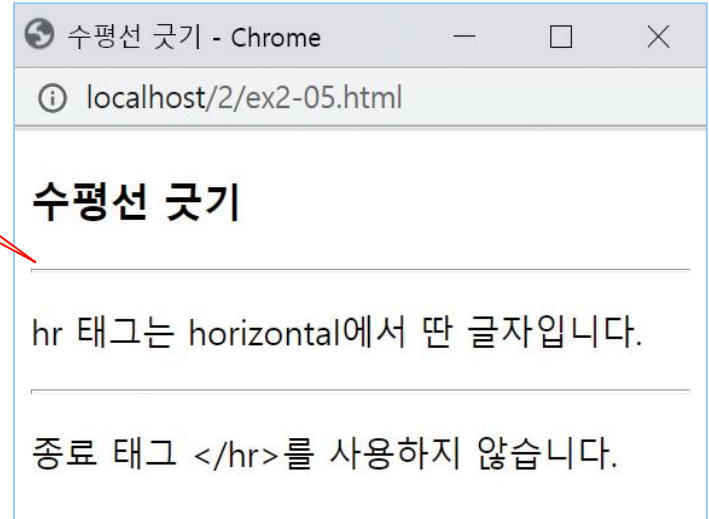 수평선 긋기 - Chrome
localhost/2/ex2-05.html
수평선 긋기
hr 태그는 horizontal에서 딴 글자입니다.
종료 태그 </hr>를 사용하지 않습니다.